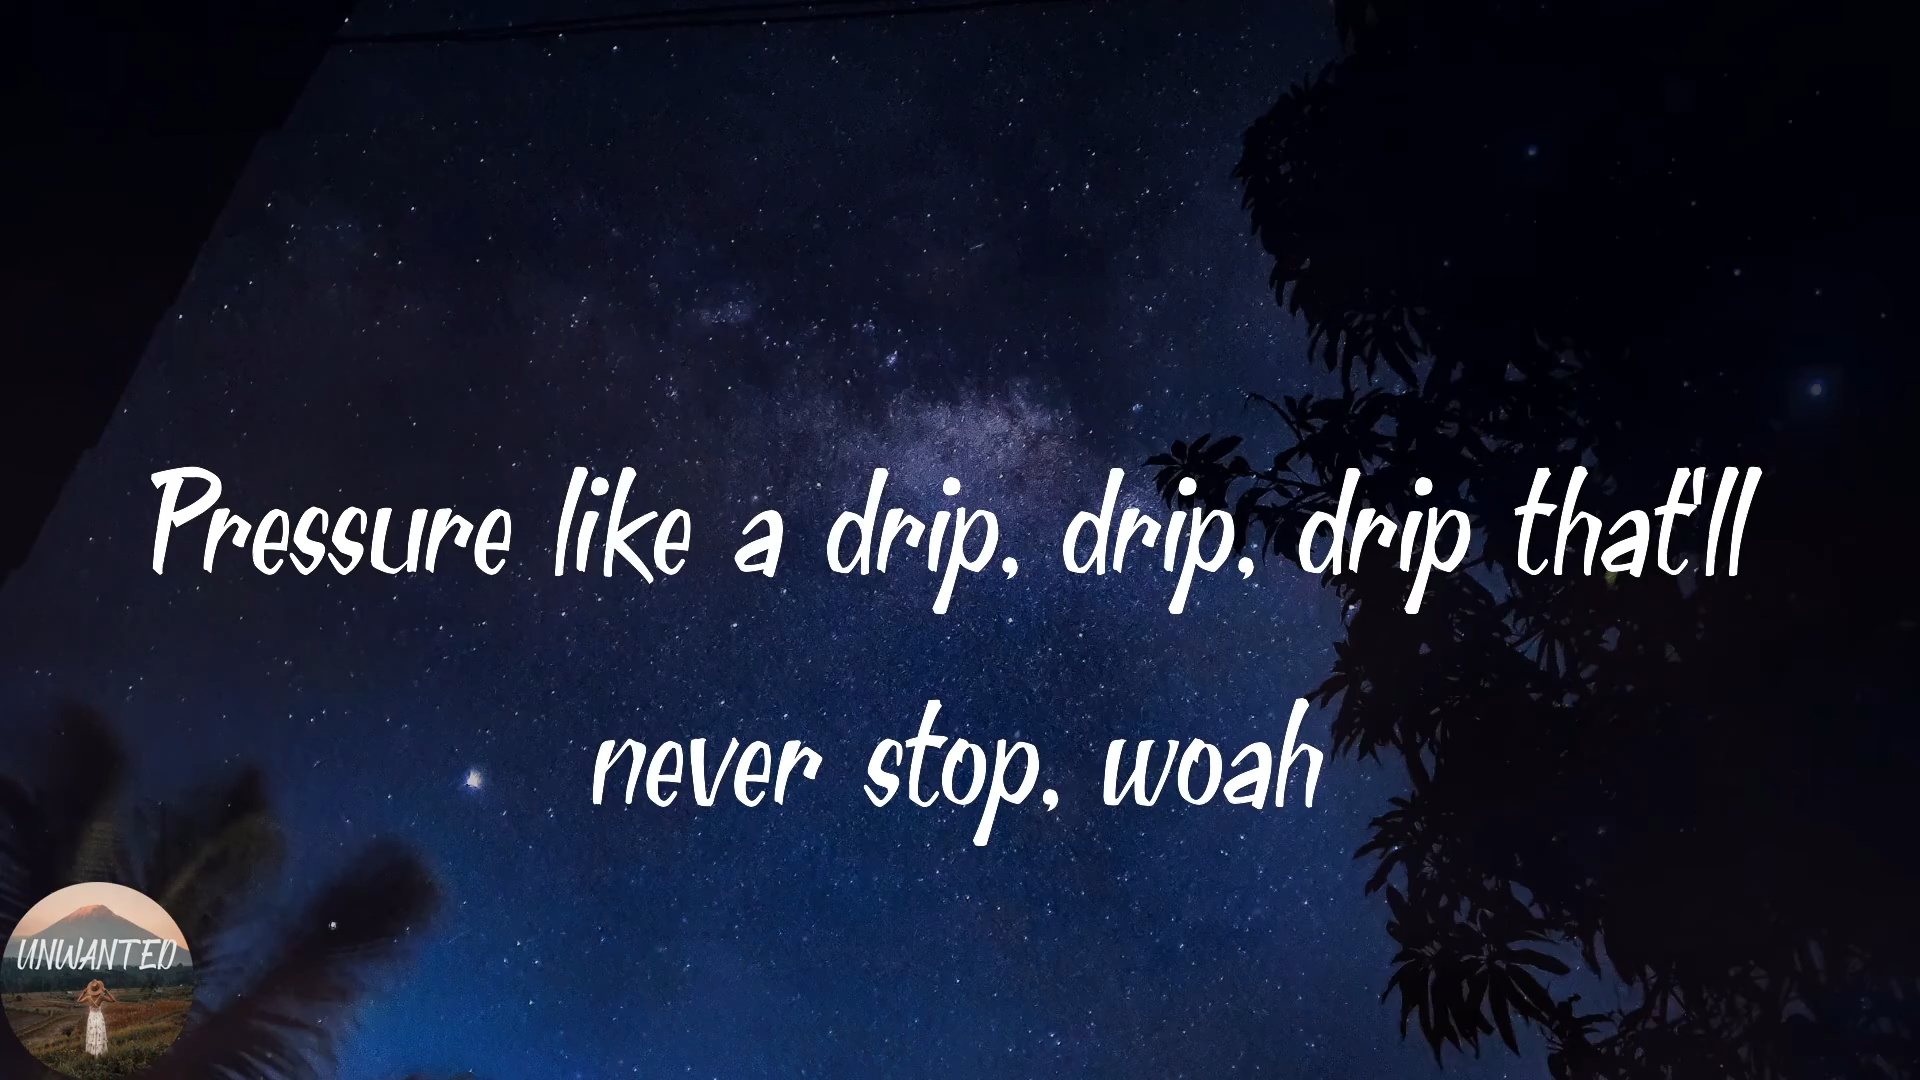 Pressure like a drip, drip, drip that'll
never stop, woah
UNWANTED